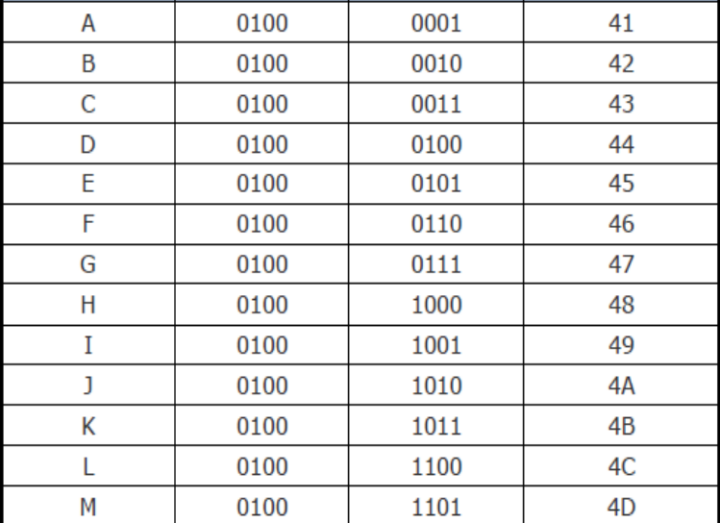 A 0100 0001 41
B 0100 0010 42
C 0100 0011 43
D 0100 0100 44
E 0100 0101 45
F 0100 0110 46
G 0100 0111 47
H 0100 1000 48
I 0100 1001 49
J 0100 1010 4A
K 0100 1011 4B
L 0100 1100 4C
M 0100 1101 4D